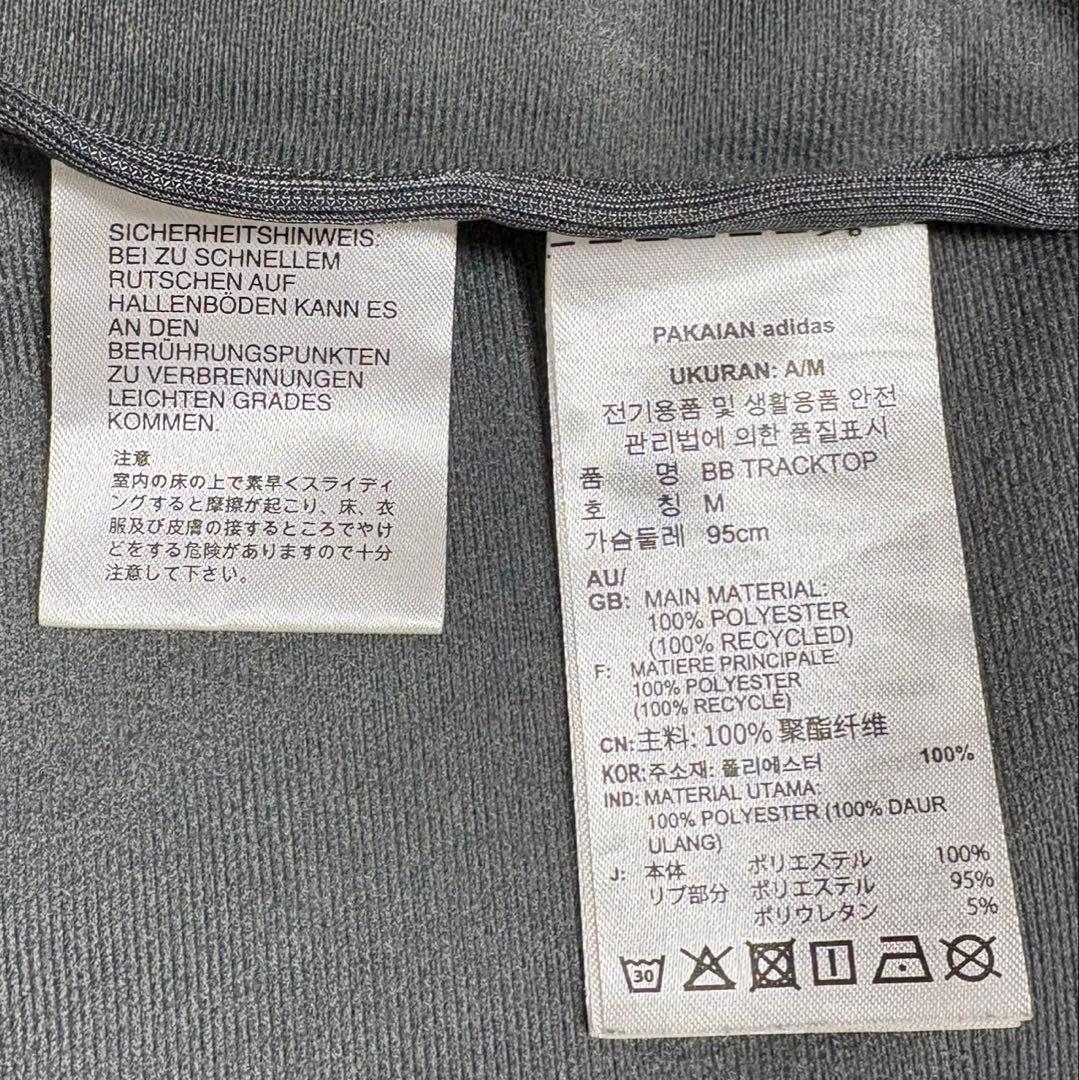 SICHERHEITSHINWEIS:
BEI ZU SCHNELLEM
RUTSCHEN AUF
HALLENBÖDEN KANN ES
AN DEN
BERÜHRUNGSPUNKTEN
ZU VERBRENNUNGEN
LEICHTEN GRADES
KOMMEN.
注意
室内の床の上で素早くスライディ
ングすると摩擦が起こり、床、衣
服及び皮膚の接するところでやけ
どをする危険がありますので十分
注意して下さい。
PAKAIAN adidas
UKURAN: A/M
전기용품 및 생활용품 안전
관리법에 의한 품질표시
품 명 BB TRACKTOP
호 칭 M
가슴둘레 95cm
AU/
GB: MAIN MATERIAL:
100% POLYESTER
(100% RECYCLED)
F: MATIERE PRINCIPALE:
100% POLYESTER
(100% RECYCLE)
CN: 主料: 100% 聚酯纤维
KOR: 주소재: 폴리에스터 100%
IND: MATERIAL UTAMA:
100% POLYESTER (100% DAUR
ULANG)
J: 本体 ポリエステル 100%
リブ部分 ポリエステル 95%
ポリウレタン 5%
30